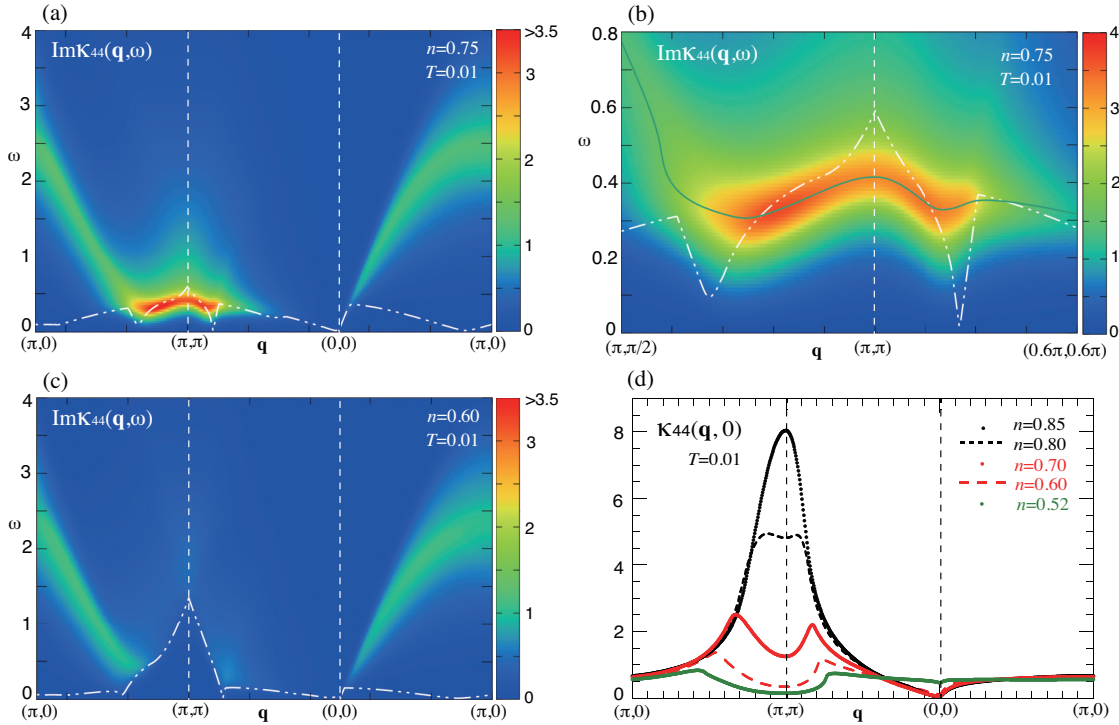 (a)
Imκ44(q,ω)
n=0.75
T=0.01
4
3
2
1
0
ω
(π,0)
(π,π)
q
(0,0)
(π,0)
>3.5
3
2
1
0
(b)
Imκ44(q,ω)
n=0.75
T=0.01
0.8
0.6
0.4
0.2
0
ω
(π,π/2)
q
(π,π)
(0.6π,0.6π)
4
3
2
1
0
(c)
Imκ44(q,ω)
n=0.60
T=0.01
4
3
2
1
0
ω
(π,0)
(π,π)
q
(0,0)
(π,0)
>3.5
3
2
1
0
(d)
κ44(q, 0)
T=0.01
n=0.85
n=0.80
n=0.70
n=0.60
n=0.52
8
6
4
2
0
(π,0)
(π,π)
q
(0,0)
(π,0)